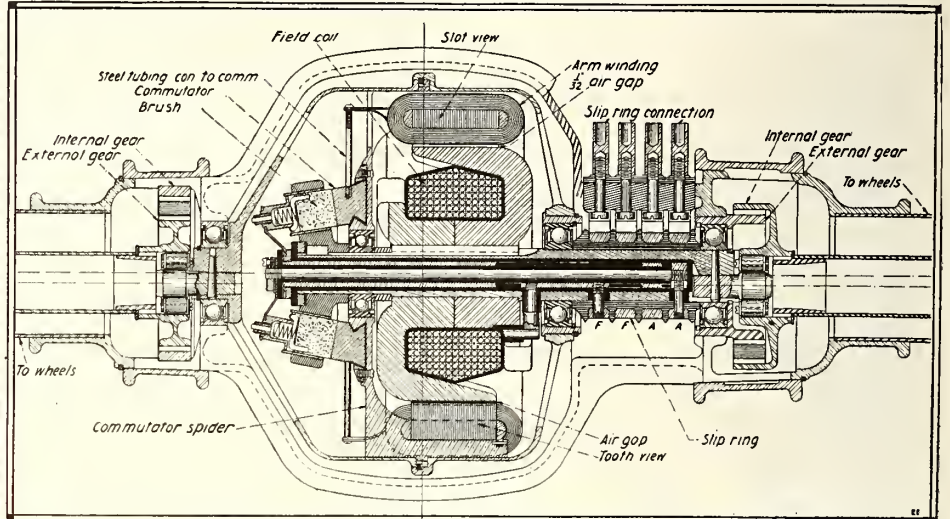 Field coil
Slot view
Steel tubing con to comm
Commutator
Brush
Arm winding
1/32" air gap
Slip ring connection
Internal gear
External gear
Internal gear
External gear
To wheels
F F A A
To wheels
Commutator spider
Air gap
Tooth view
Slip ring